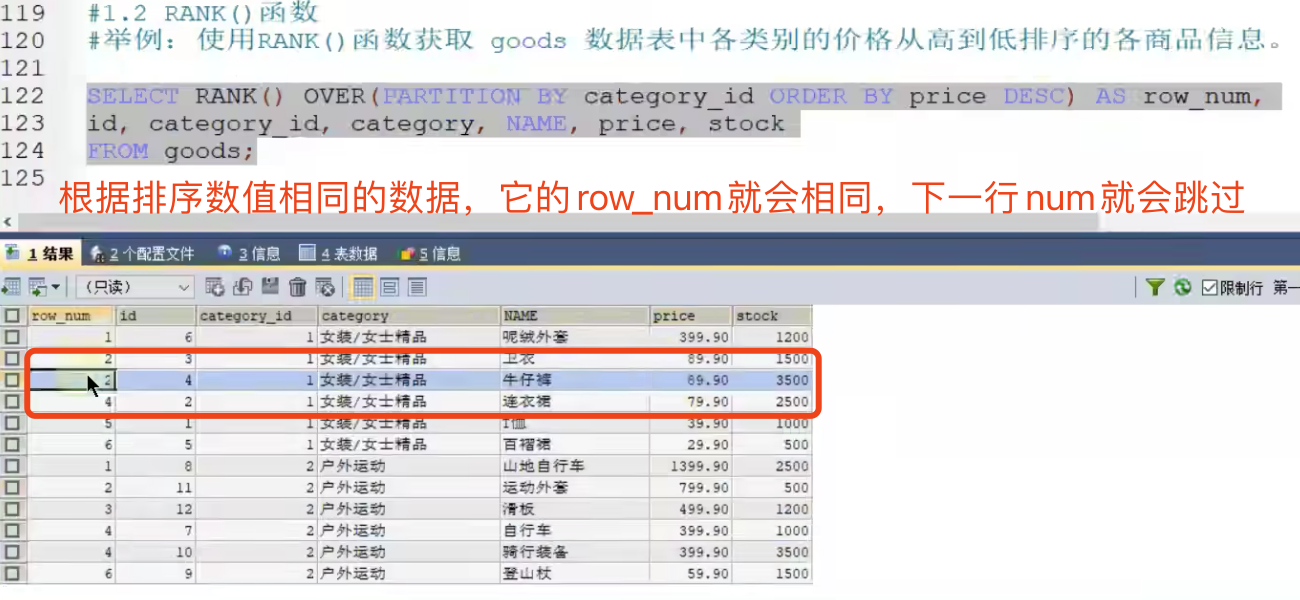 119 #1.2 RANK()函数
120 #举例：使用RANK()函数获取 goods 数据表中各类别的价格从高到低排序的各商品信息。
121
122 SELECT RANK() OVER(PARTITION BY category_id ORDER BY price DESC) AS row_num,
123 id, category_id, category, NAME, price, stock
124 FROM goods;
125
根据排序数值相同的数据，它的row_num就会相同，下一行num就会跳过
1 结果 2 个配置文件 3 信息 4 表数据 5 信息
（只读） 限制行 第一
row_num id category_id category NAME price stock
1 6 1 女装/女士精品 呢绒外套 399.90 1200
2 3 1 女装/女士精品 卫衣 89.90 1500
2 4 1 女装/女士精品 牛仔裤 89.90 3500
4 2 1 女装/女士精品 连衣裙 79.90 2500
5 1 1 女装/女士精品 T恤 39.90 1000
6 5 1 女装/女士精品 百褶裙 29.90 500
1 8 2 户外运动 山地自行车 1399.90 2500
2 11 2 户外运动 运动外套 799.90 500
3 12 2 户外运动 滑板 499.90 1200
4 7 2 户外运动 自行车 399.90 1000
4 10 2 户外运动 骑行装备 399.90 3500
6 9 2 户外运动 登山杖 59.90 1500